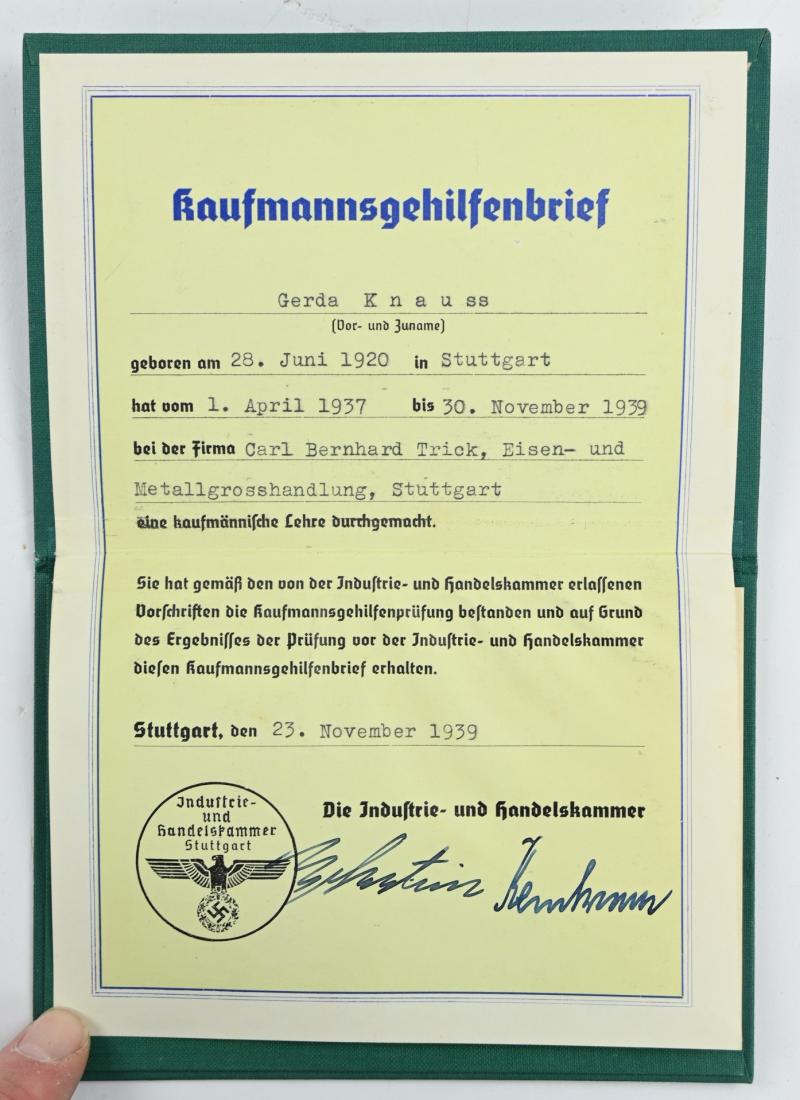 Kaufmannsgehilfenbrief
Gerda K n a u s s
(Vor- und Zuname)
geboren am 28. Juni 1920 in Stuttgart
hat vom 1. April 1937 bis 30. November 1939
bei der Firma Carl Bernhard Trick, Eisen- und
Metallgrosshandlung, Stuttgart
eine kaufmännische Lehre durchgemacht.
Sie hat gemäß den von der Industrie- und Handelskammer erlassenen
Vorschriften die Kaufmannsgehilfenprüfung bestanden und auf Grund
des Ergebnisses der Prüfung vor der Industrie- und Handelskammer
diesen Kaufmannsgehilfenbrief erhalten.
Stuttgart, den 23. November 1939
Die Industrie- und Handelskammer
Industrie-
und
Handelskammer
Stuttgart